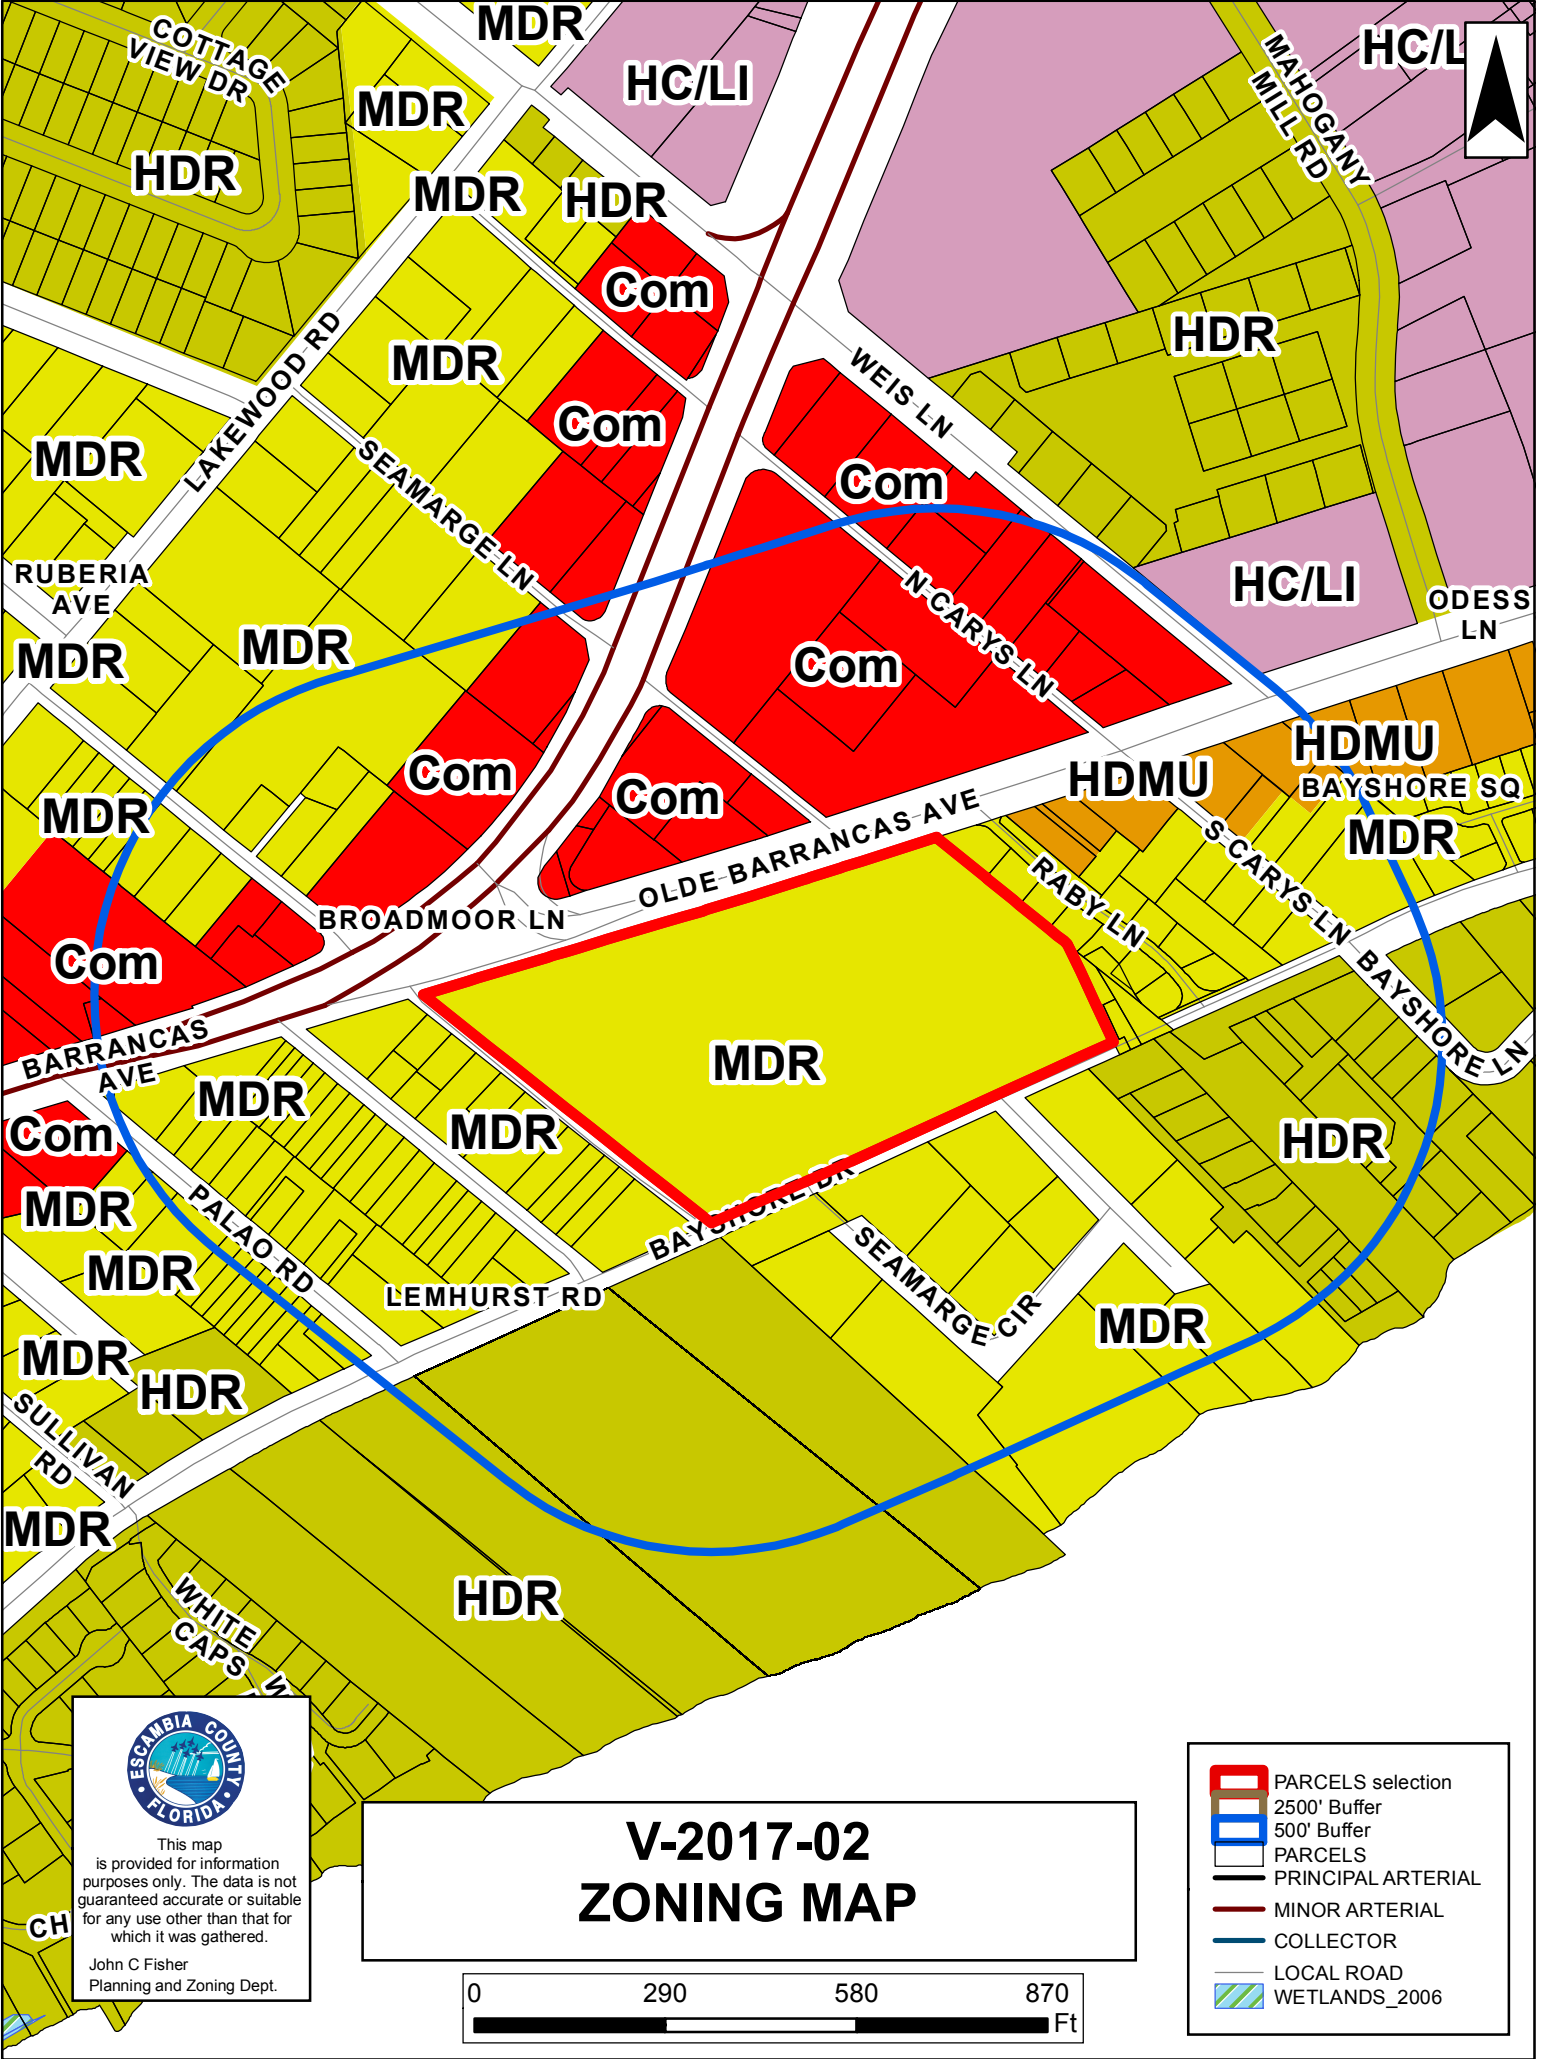 MDR
HC/LI
HC/L
COTTAGE
VIEW DR
MAHOGANY
MILL RD
MDR
HDR
MDR
HDR
Com
HDR
MDR
LAKEWOOD RD
WEIS LN
Com
MDR
SEAMARGE LN
Com
RUBERIA
AVE
N CARYS LN
HC/LI
ODESS
LN
MDR
MDR
Com
HDMU
HDMU
BAYSHORE SQ
Com
Com
MDR
MDR
OLDE BARRANCAS AVE
S CARYS LN
RABY LN
BROADMOOR LN
Com
BAYSHORE LN
BARRANCAS
AVE
MDR
MDR
MDR
Com
HDR
MDR
PALAO RD
BAYSHORE DR
SEAMARGE CIR
MDR
LEMHURST RD
MDR
MDR
HDR
SULLIVAN
RD
MDR
HDR
WHITE
CAPS
W
CH
ESCAMBIA COUNTY
FLORIDA
This map
is provided for information
purposes only. The data is not
guaranteed accurate or suitable
for any use other than that for
which it was gathered.
John C Fisher
Planning and Zoning Dept.
V-2017-02
ZONING MAP
0 290 580 870
Ft
PARCELS selection
2500' Buffer
500' Buffer
PARCELS
PRINCIPAL ARTERIAL
MINOR ARTERIAL
COLLECTOR
LOCAL ROAD
WETLANDS_2006